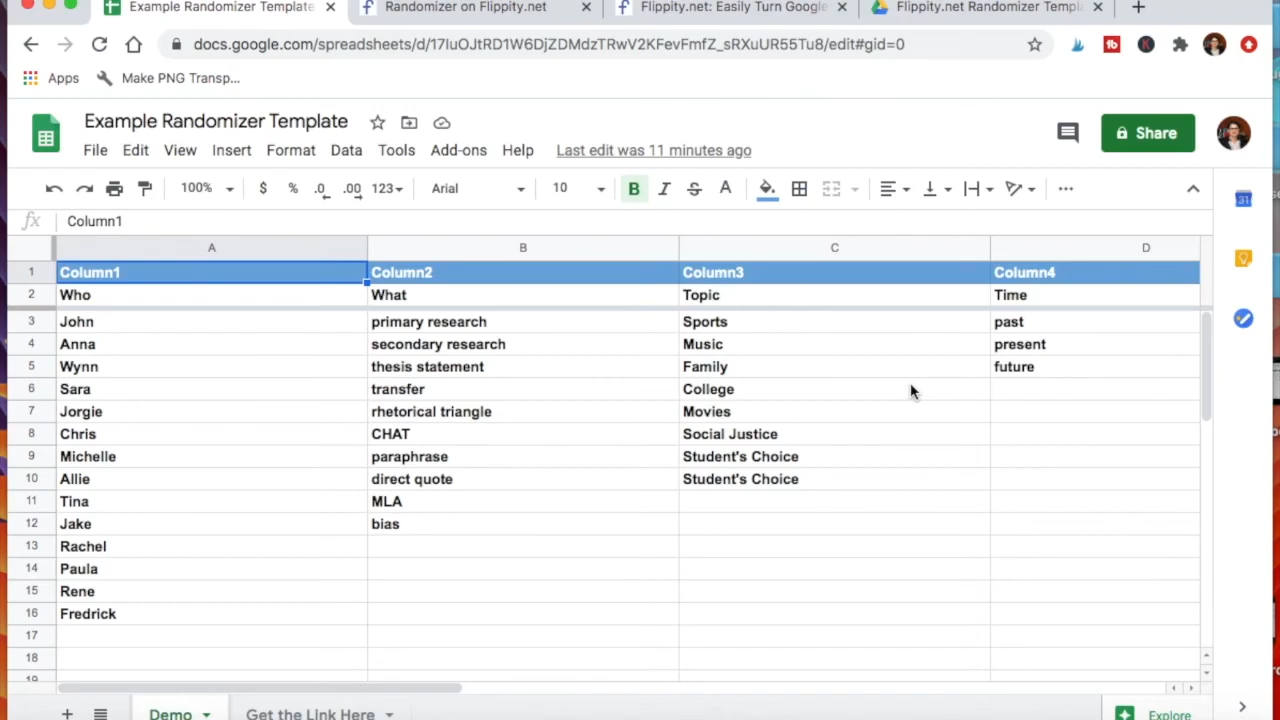 Example Randomizer Template
Randomizer on Flippity.net
Flippity.net: Easily Turn Google
Flippity.net Randomizer Templ
docs.google.com/spreadsheets/d/17IuOJtRD1W6DjZDMdzTRwV2KFevFmfZ_sRXuUR55Tu8/edit#gid=0
Apps Make PNG Transp...
Example Randomizer Template
File Edit View Insert Format Data Tools Add-ons Help Last edit was 11 minutes ago
Share
100% $ % .0 .00 123 Arial 10 B I S A
fx Column1
A B C D
1 Column1 Column2 Column3 Column4
2 Who What Topic Time
3 John primary research Sports past
4 Anna secondary research Music present
5 Wynn thesis statement Family future
6 Sara transfer College
7 Jorgie rhetorical triangle Movies
8 Chris CHAT Social Justice
9 Michelle paraphrase Student's Choice
10 Allie direct quote Student's Choice
11 Tina MLA
12 Jake bias
13 Rachel
14 Paula
15 Rene
16 Fredrick
17
18
19
Demo Get the Link Here Explore